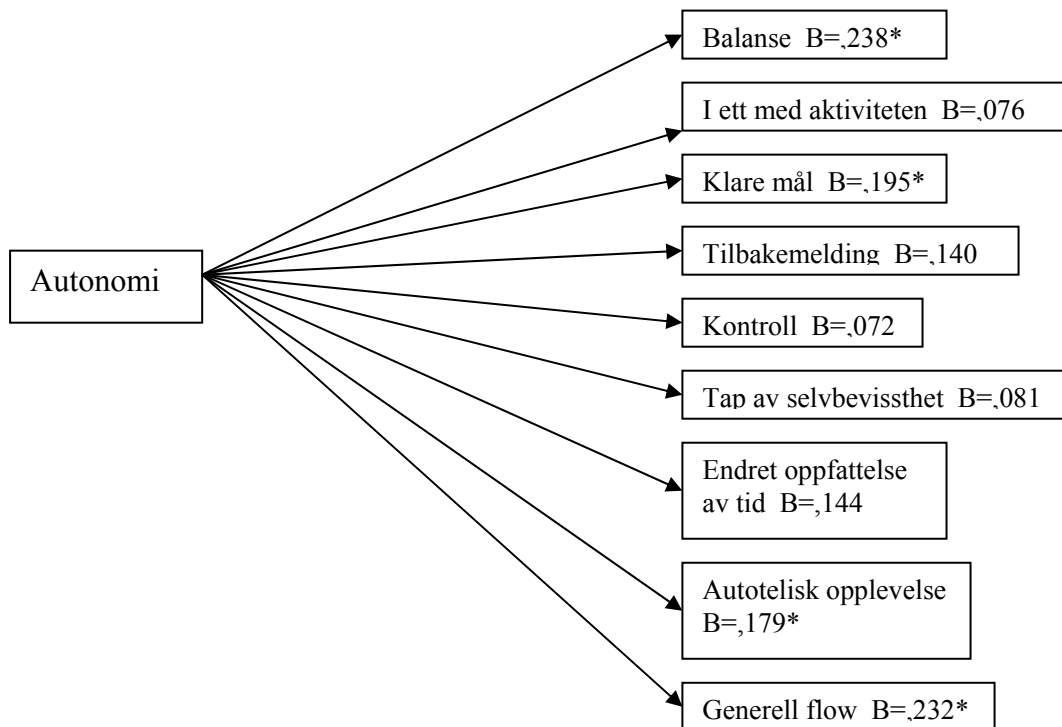 Balanse B=,238*
I ett med aktiviteten B=,076
Klare mål B=,195*
Tilbakemelding B=,140
Autonomi
Kontroll B=,072
Tap av selvbevissthet B=,081
Endret oppfattelse
av tid B=,144
Autotelisk opplevelse
B=,179*
Generell flow B=,232*